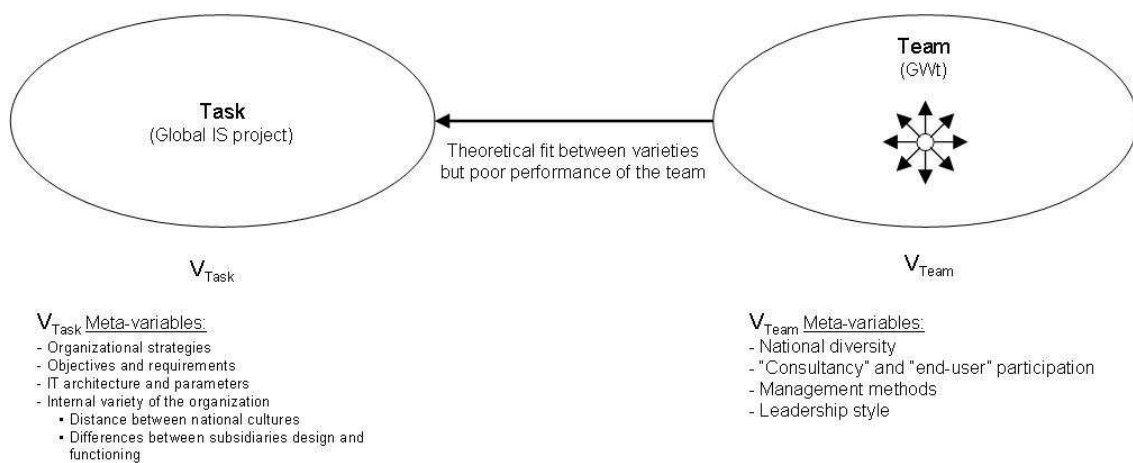 Task
(Global IS project)
Theoretical fit between varieties
but poor performance of the team
Team
(GWt)
VTask
VTeam
VTask Meta-variables:
- Organizational strategies
- Objectives and requirements
- IT architecture and parameters
- Internal variety of the organization
▪ Distance between national cultures
▪ Differences between subsidiaries design and
functioning
VTeam Meta-variables:
- National diversity
- "Consultancy" and "end-user" participation
- Management methods
- Leadership style